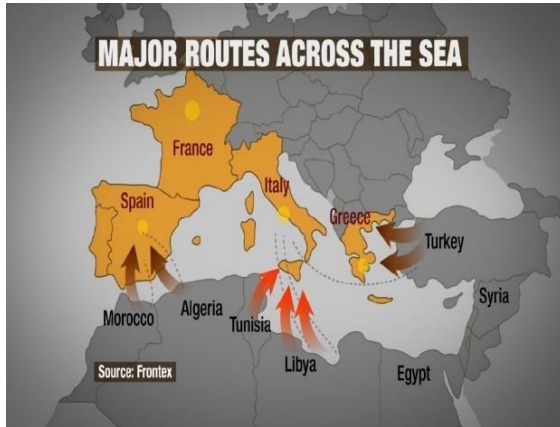 MAJOR ROUTES ACROSS THE SEA
France
Italy
Spain
Greece
Turkey
Syria
Algeria
Morocco
Tunisia
Libya
Egypt
Source: Frontex